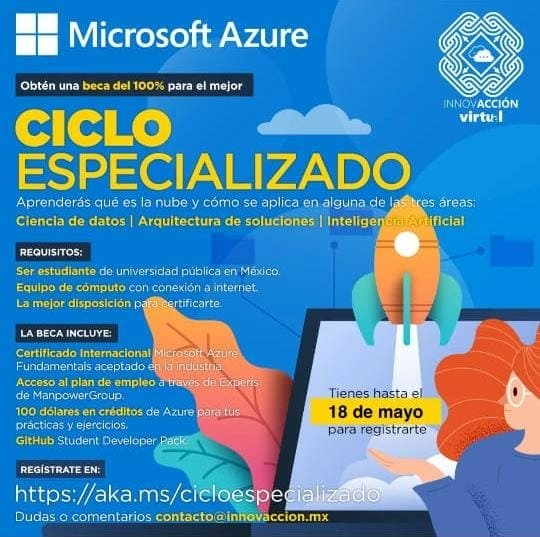 Microsoft Azure
INNOVACCIÓN
virtu
Obtén una beca del 100% para el mejor
CICLO
ESPECIALIZADO
Aprenderás qué es la nube y cómo se aplica en alguna de las tres áreas:
Ciencia de datos | Arquitectura de soluciones | Inteligencia Artificial
REQUISITOS:
Ser estudiante de universidad pública en México.
Equipo de cómputo con conexión a internet.
La mejor disposición para certificarte.
LA BECA INCLUYE:
Certificado Internacional Microsoft Azure
Fundamentals aceptado en la industria.
Acceso al plan de empleo a través de Experis
de ManpowerGroup.
100 dólares en créditos de Azure para tus
prácticas y ejercicios.
GitHub Student Developer Pack.
Tienes hasta el
18 de mayo
para registrarte
REGÍSTRATE EN:
https://aka.ms/cicloespecializado
Dudas o comentarios contacto@innovaccion.mx